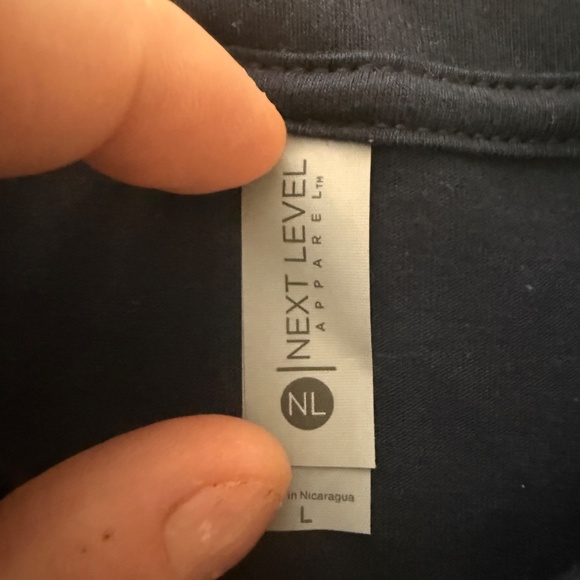 NEXT LEVEL
APPAREL™
NL
in Nicaragua
L